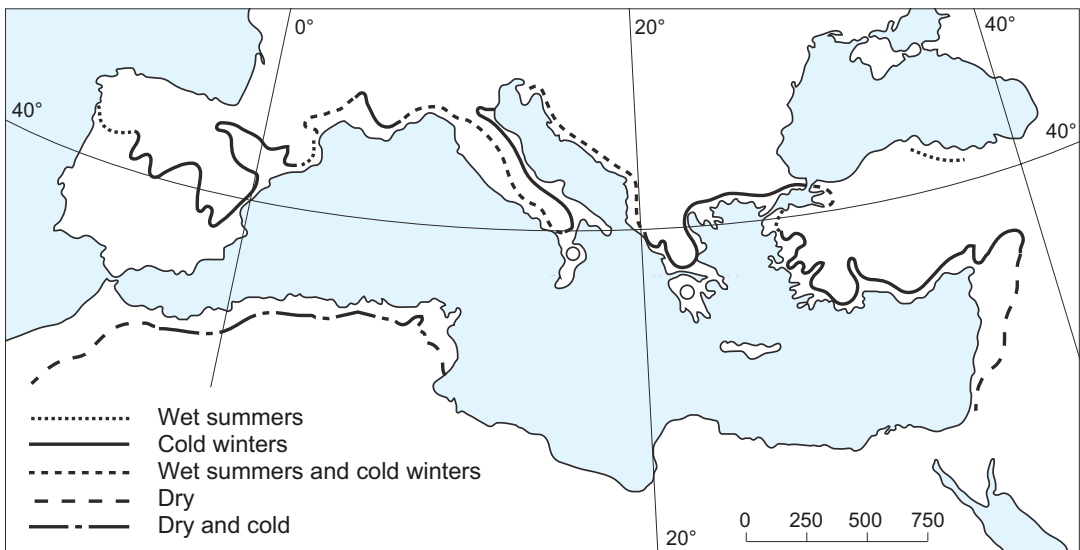 0°
20°
40°
40°
40°
Wet summers
Cold winters
Wet summers and cold winters
Dry
Dry and cold
0 250 500 750
20°